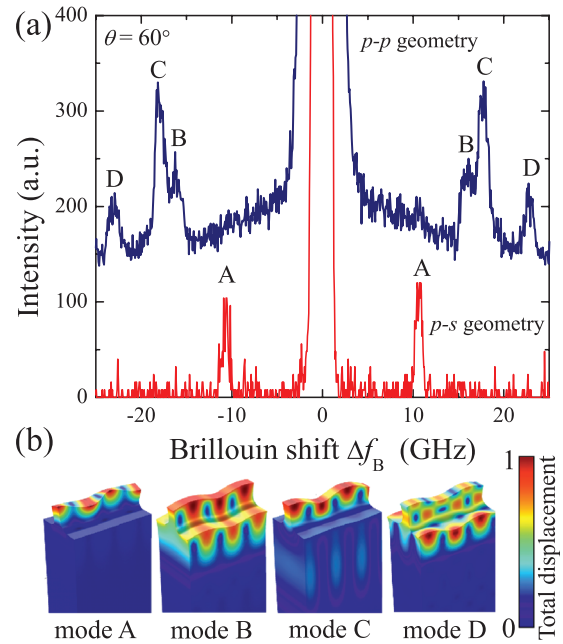 (a)
θ = 60°
p-p geometry
C
C
B
B
D
D
A
A
p-s geometry
400
300
200
100
0
Intensity (a.u.)
-20 -10 0 10 20
Brillouin shift Δf_B (GHz)
(b)
1
0
Total displacement
mode A mode B mode C mode D